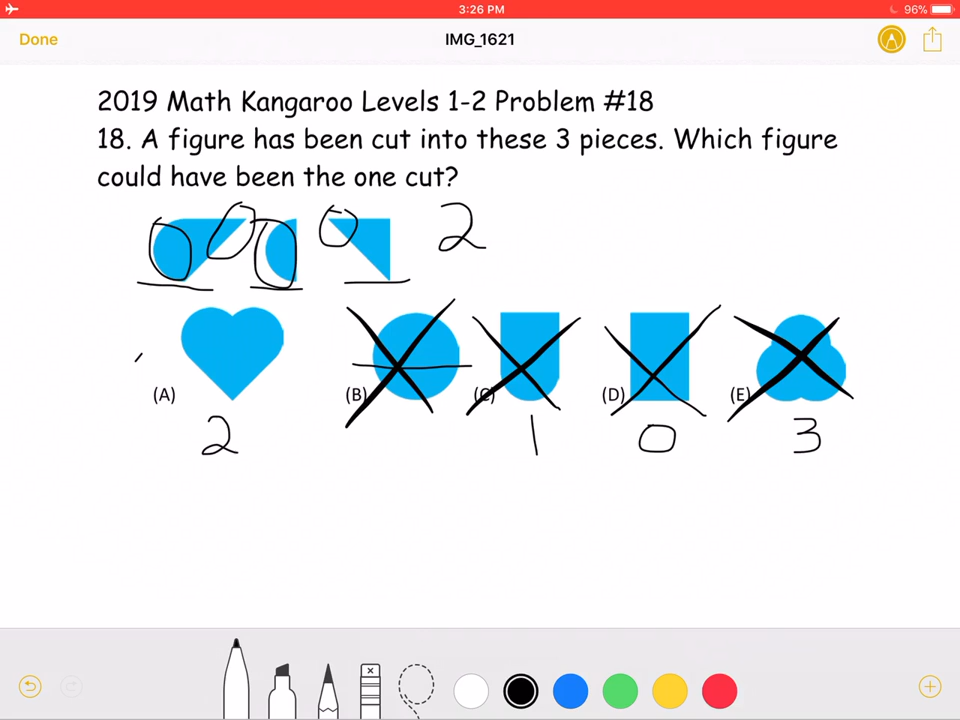 3:26 PM
96%
Done
IMG_1621
2019 Math Kangaroo Levels 1-2 Problem #18
18. A figure has been cut into these 3 pieces. Which figure
could have been the one cut?
2
(A) (B) (C) (D) (E)
2 1 0 3